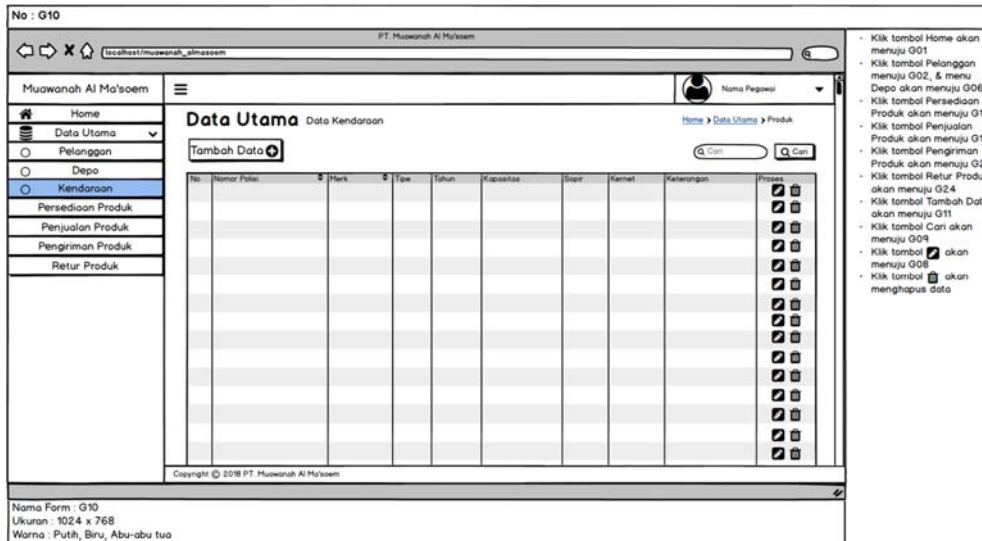 No : G10
PT. Muawanah Al Ma'soem
localhost/muawanah_almasoem
Muawanah Al Ma'soem
Nama Pegawai
Home
Data Utama
Pelanggan
Depo
Kendaraan
Persediaan Produk
Penjualan Produk
Pengiriman Produk
Retur Produk
Data Utama Data Kendaraan
Home > Data Utama > Produk
Tambah Data
Cari
Cari
No Nomor Polisi Merk Tipe Tahun Kapasitas Sopir Kernet Keterangan Proses
Copyright © 2018 PT. Muawanah Al Ma'soem
Nama Form : G10
Ukuran : 1024 x 768
Warna : Putih, Biru, Abu-abu tua
· Klik tombol Home akan
menuju G01
· Klik tombol Pelanggan
menuju G02, & menu
Depo akan menuju G06
· Klik tombol Persediaan
Produk akan menuju
· Klik tombol Penjualan
Produk akan menuju
· Klik tombol Pengiriman
Produk akan menuju
· Klik tombol Retur
akan menuju G24
· Klik tombol Tambah
akan menuju G11
· Klik tombol Cari akan
menuju G09
· Klik tombol akan
menuju G08
· Klik tombol akan
menghapus data